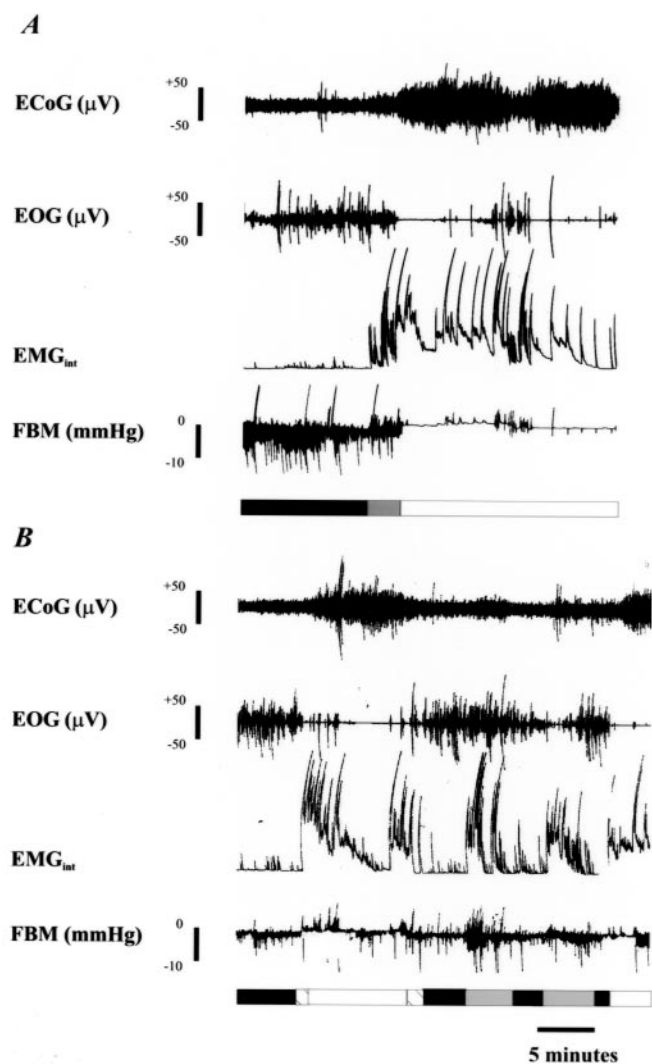 A
ECoG (μV)
+50
-50
EOG (μV)
+50
-50
EMGint
FBM (mmHg)
0
-10
B
ECoG (μV)
+50
-50
EOG (μV)
+50
-50
EMGint
FBM (mmHg)
0
-10
5 minutes